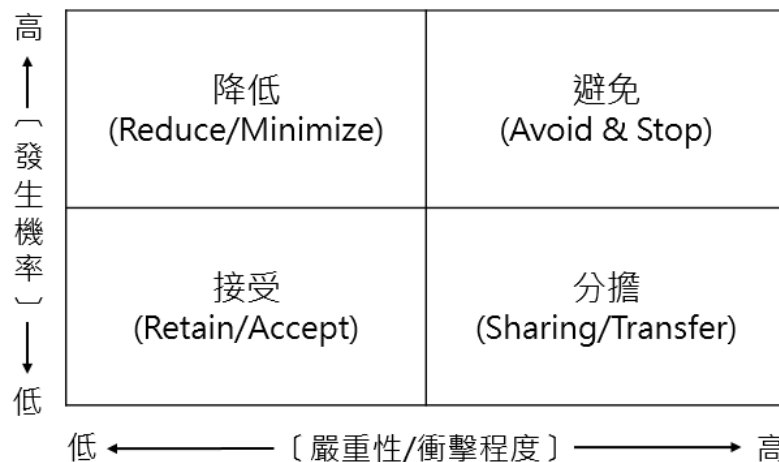 高
〔發生機率〕
低
降低
(Reduce/Minimize)
避免
(Avoid & Stop)
接受
(Retain/Accept)
分擔
(Sharing/Transfer)
低
〔嚴重性/衝擊程度〕
高